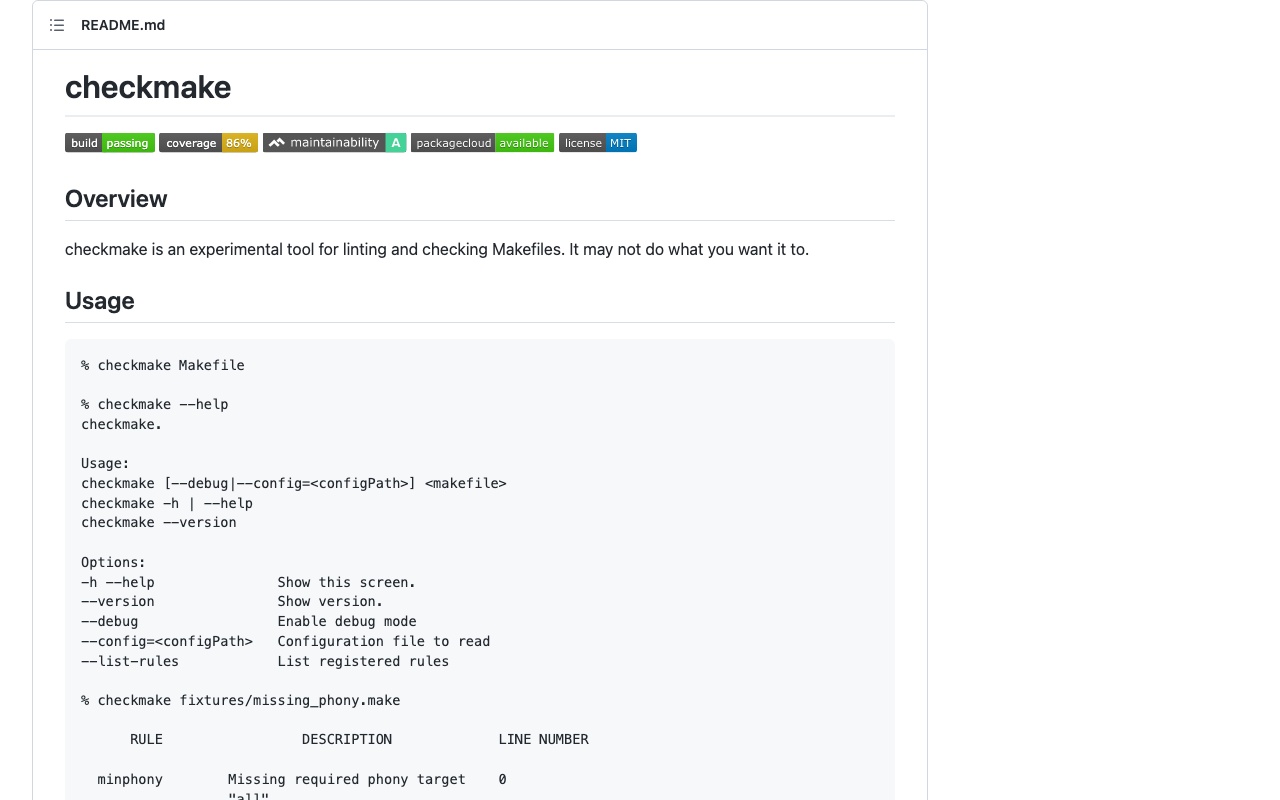 README.md
checkmake
build passing coverage 86% maintainability A packagecloud available license MIT
Overview
checkmake is an experimental tool for linting and checking Makefiles. It may not do what you want it to.
Usage
% checkmake Makefile
% checkmake --help
checkmake.
Usage:
checkmake [--debug|--config=<configPath>] <makefile>
checkmake -h | --help
checkmake --version
Options:
-h --help               Show this screen.
--version               Show version.
--debug                 Enable debug mode
--config=<configPath>   Configuration file to read
--list-rules            List registered rules
% checkmake fixtures/missing_phony.make
      RULE                 DESCRIPTION             LINE NUMBER
  minphony        Missing required phony target    0
                  "all"